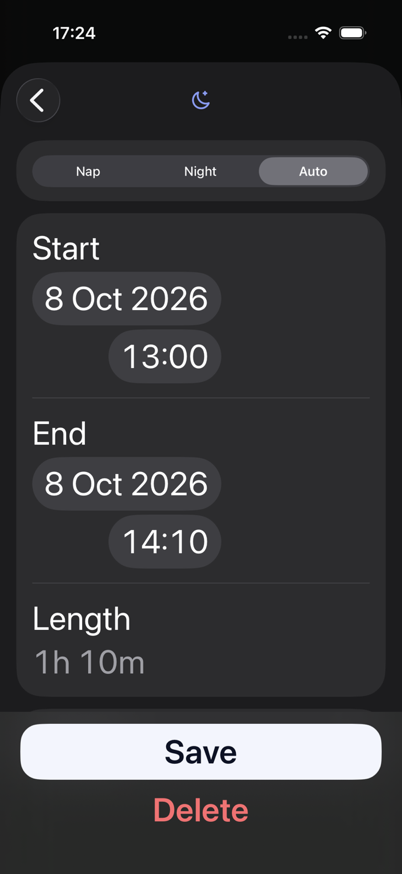 17:24
Nap Night Auto
Start
8 Oct 2026
13:00
End
8 Oct 2026
14:10
Length
1h 10m
Save
Delete